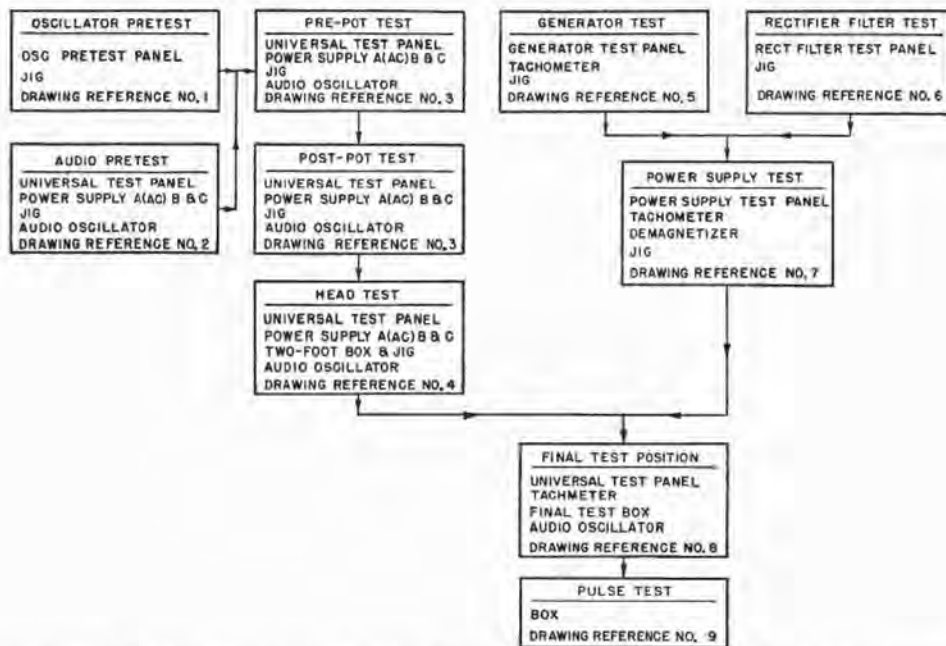 OSCILLATOR PRETEST
OSC PRETEST PANEL
JIG
DRAWING REFERENCE NO. 1
AUDIO PRETEST
UNIVERSAL TEST PANEL
POWER SUPPLY A(AC) B & C
JIG
AUDIO OSCILLATOR
DRAWING REFERENCE NO. 2
PRE-POT TEST
UNIVERSAL TEST PANEL
POWER SUPPLY A(AC) B & C
JIG
AUDIO OSCILLATOR
DRAWING REFERENCE NO. 3
POST-POT TEST
UNIVERSAL TEST PANEL
POWER SUPPLY A(AC) B & C
JIG
AUDIO OSCILLATOR
DRAWING REFERENCE NO. 3
HEAD TEST
UNIVERSAL TEST PANEL
POWER SUPPLY A(AC) B & C
TWO-FOOT BOX & JIG
AUDIO OSCILLATOR
DRAWING REFERENCE NO. 4
GENERATOR TEST
GENERATOR TEST PANEL
TACHOMETER
JIG
DRAWING REFERENCE NO. 5
RECTIFIER FILTER TEST
RECT FILTER TEST PANEL
JIG
DRAWING REFERENCE NO. 6
POWER SUPPLY TEST
POWER SUPPLY TEST PANEL
TACHOMETER
DEMAGNETIZER
JIG
DRAWING REFERENCE NO. 7
FINAL TEST POSITION
UNIVERSAL TEST PANEL
TACHMETER
FINAL TEST BOX
AUDIO OSCILLATOR
DRAWING REFERENCE NO. 8
PULSE TEST
BOX
DRAWING REFERENCE NO. 9